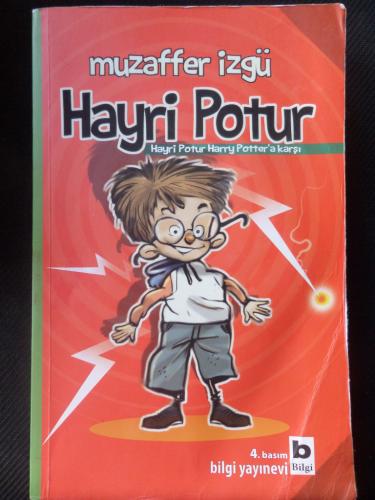 muzaffer izgü
Hayri Potur
Hayri Potur Harry Potter'a karşı
4. basım
bilgi yayınevi
b
Bilgi